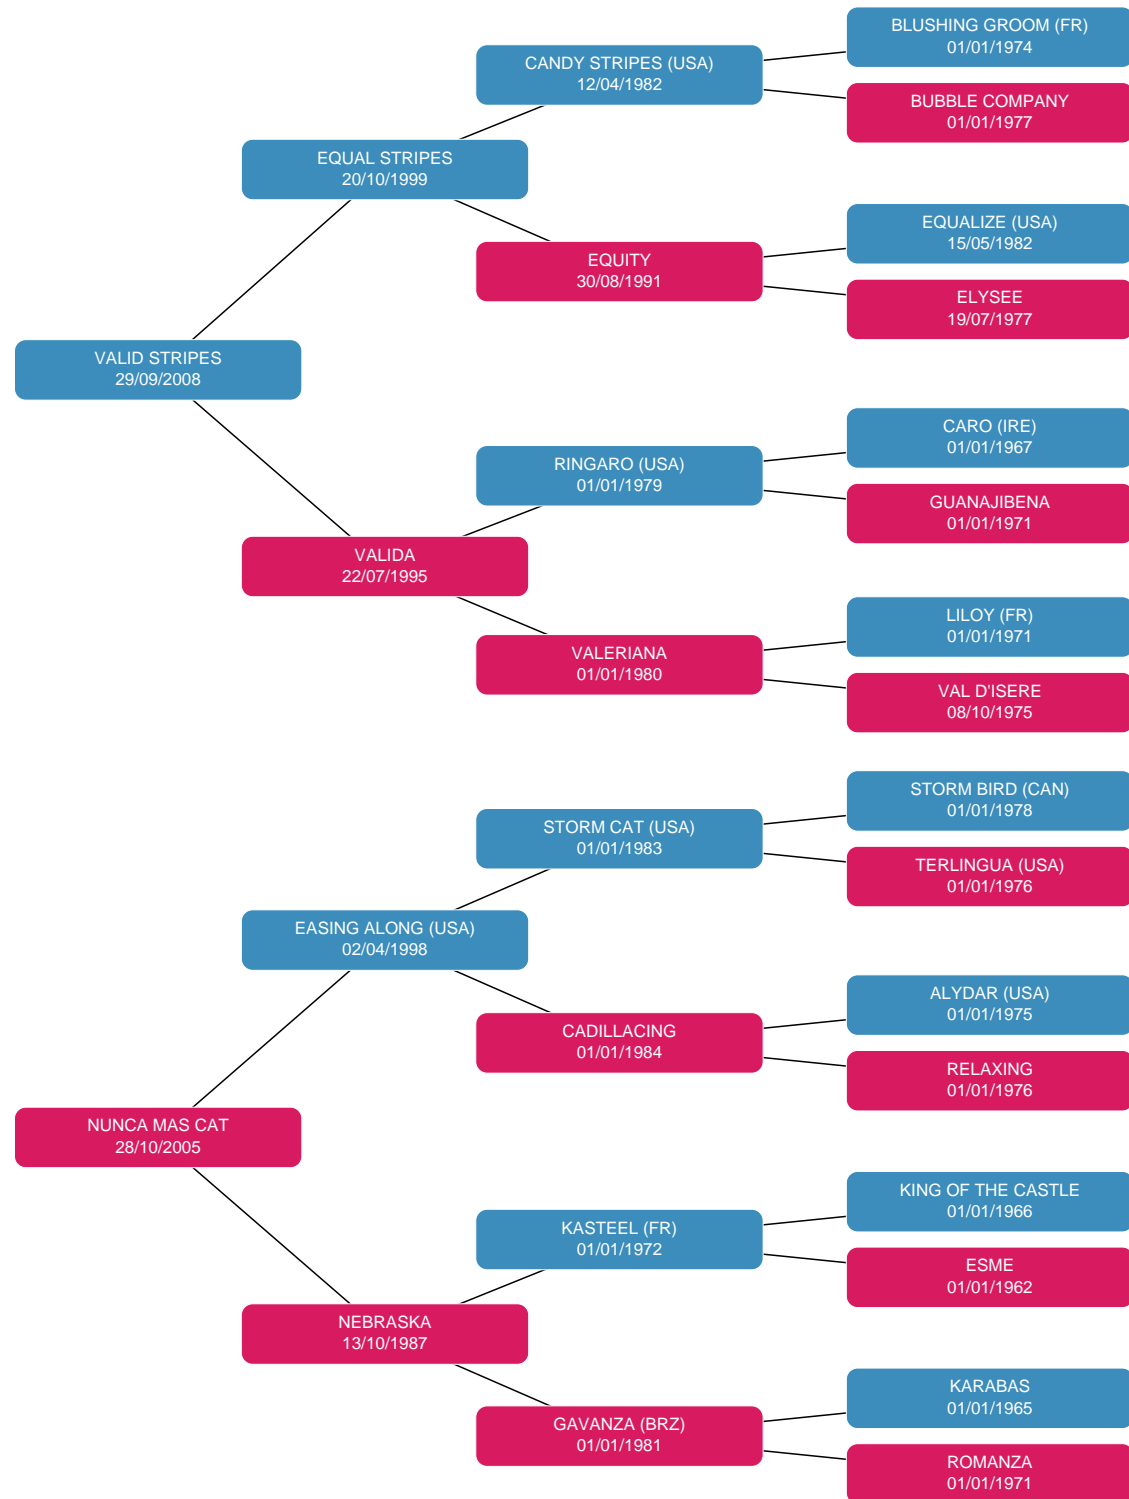 BLUSHING GROOM (FR)
01/01/1974
CANDY STRIPES (USA)
12/04/1982
BUBBLE COMPANY
01/01/1977
EQUAL STRIPES
20/10/1999
EQUALIZE (USA)
15/05/1982
EQUITY
30/08/1991
ELYSEE
19/07/1977
VALID STRIPES
29/09/2008
CARO (IRE)
01/01/1967
RINGARO (USA)
01/01/1979
GUANAJIBENA
01/01/1971
VALIDA
22/07/1995
LILOY (FR)
01/01/1971
VALERIANA
01/01/1980
VAL D'ISERE
08/10/1975
STORM BIRD (CAN)
01/01/1978
STORM CAT (USA)
01/01/1983
TERLINGUA (USA)
01/01/1976
EASING ALONG (USA)
02/04/1998
ALYDAR (USA)
01/01/1975
CADILLACING
01/01/1984
RELAXING
01/01/1976
NUNCA MAS CAT
28/10/2005
KING OF THE CASTLE
01/01/1966
KASTEEL (FR)
01/01/1972
ESME
01/01/1962
NEBRASKA
13/10/1987
KARABAS
01/01/1965
GAVANZA (BRZ)
01/01/1981
ROMANZA
01/01/1971